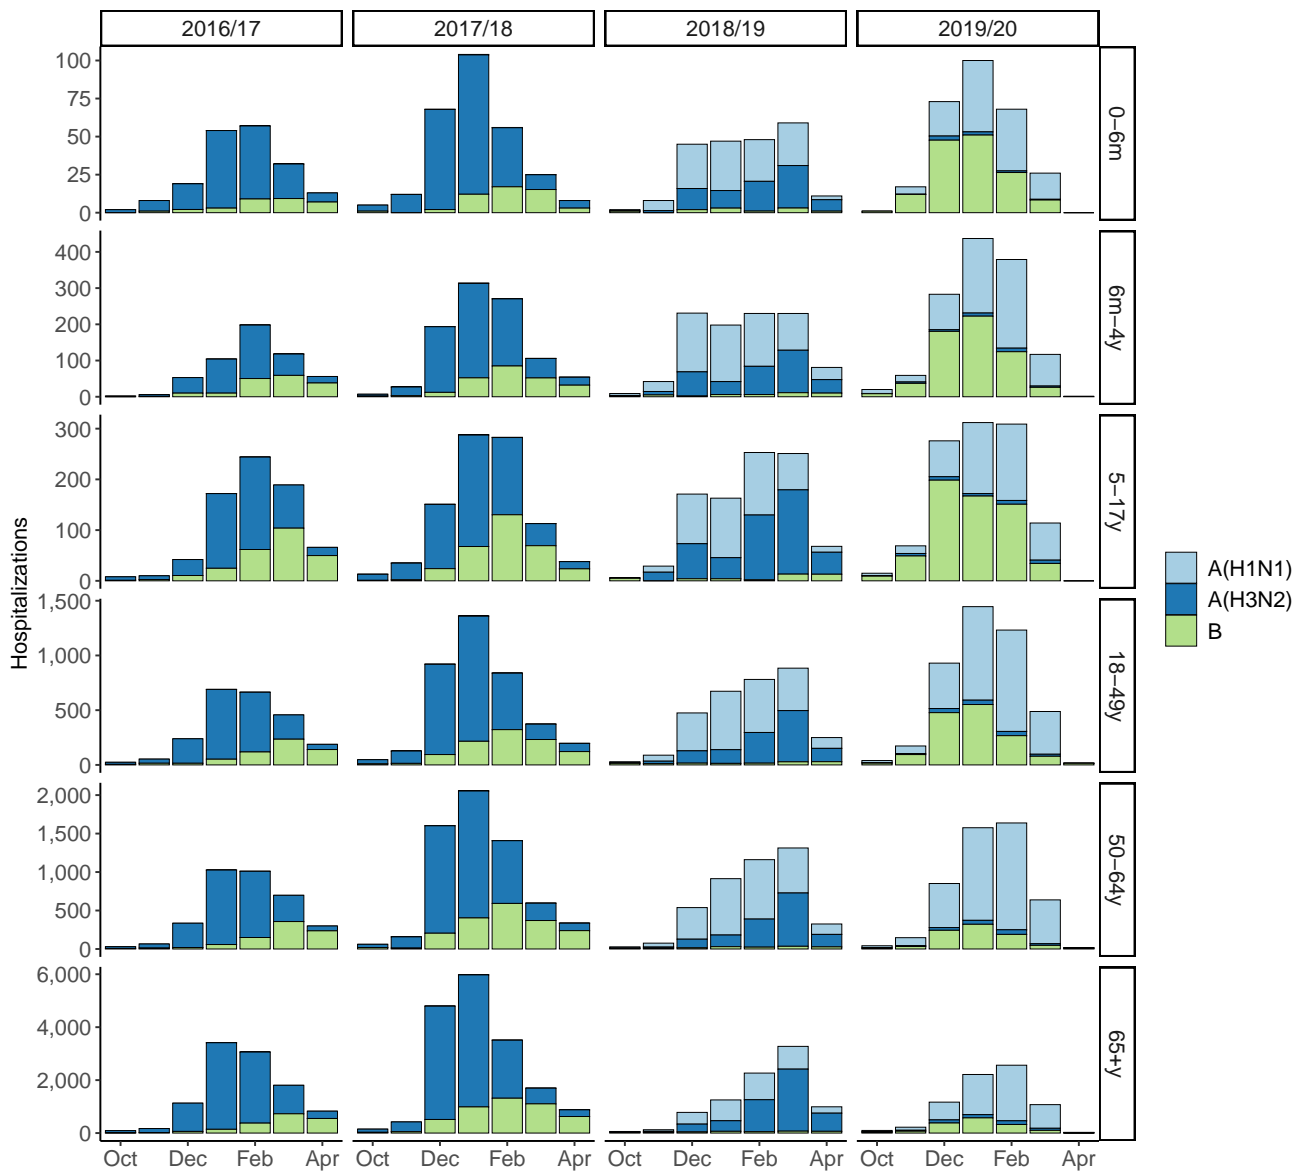 2016/17 2017/18 2018/19 2019/20
100
75
50
25
0
0−6m
400
300
200
100
0
6m−4y
300
200
100
0
5−17y
1,500
1,000
500
0
18−49y
2,000
1,500
1,000
500
0
50−64y
6,000
4,000
2,000
0
65+y
Oct Dec Feb Apr Oct Dec Feb Apr Oct Dec Feb Apr Oct Dec Feb Apr
Hospitalizations
A(H1N1)
A(H3N2)
B